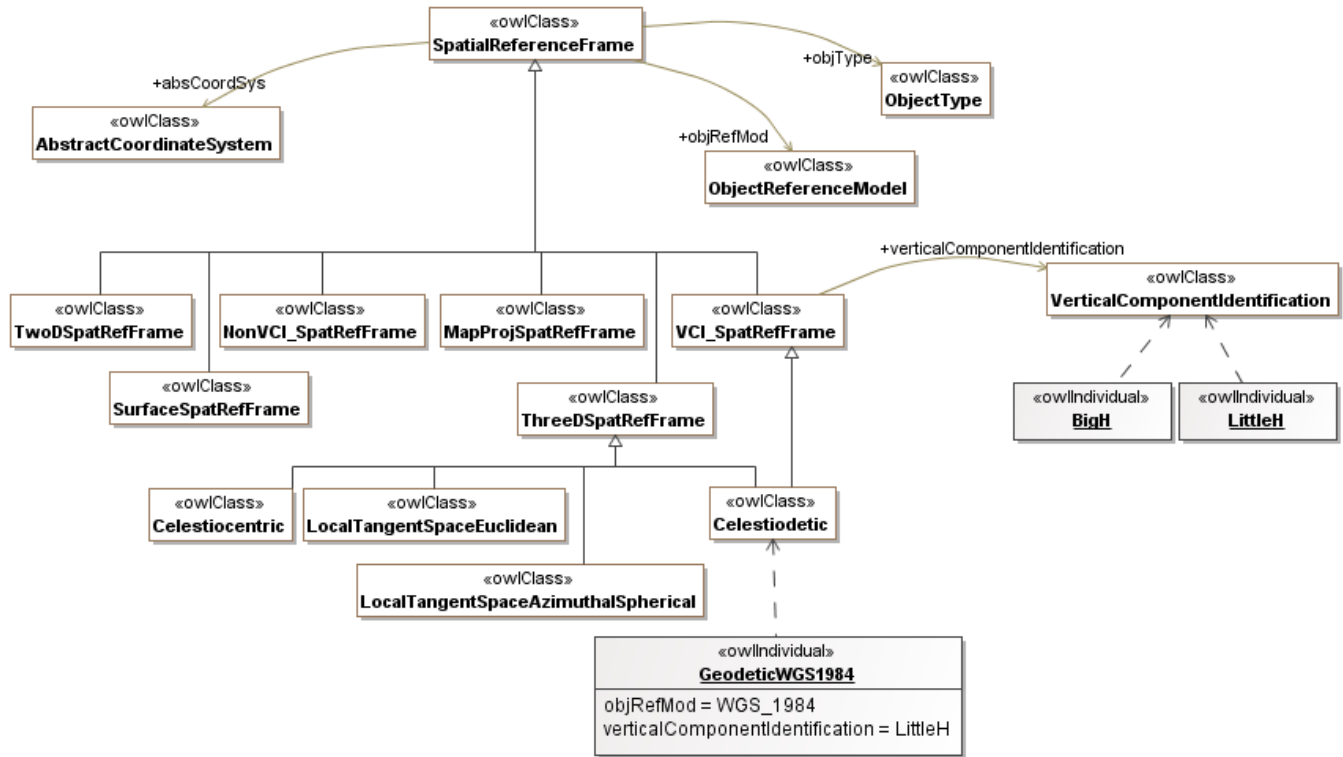 «owlClass»
SpatialReferenceFrame
+absCoordSys
+objType
«owlClass»
ObjectType
«owlClass»
AbstractCoordinateSystem
+objRefMod
«owlClass»
ObjectReferenceModel
+verticalComponentIdentification
«owlClass»
VerticalComponentIdentification
«owlClass»
TwoDSpatRefFrame
«owlClass»
NonVCI_SpatRefFrame
«owlClass»
MapProjSpatRefFrame
«owlClass»
VCI_SpatRefFrame
«owlClass»
SurfaceSpatRefFrame
«owlClass»
ThreeDSpatRefFrame
«owlIndividual»
BigH
«owlIndividual»
LittleH
«owlClass»
Celestiocentric
«owlClass»
LocalTangentSpaceEuclidean
«owlClass»
Celestiodetic
«owlClass»
LocalTangentSpaceAzimuthalSpherical
«owlIndividual»
GeodeticWGS1984
objRefMod = WGS_1984
verticalComponentIdentification = LittleH